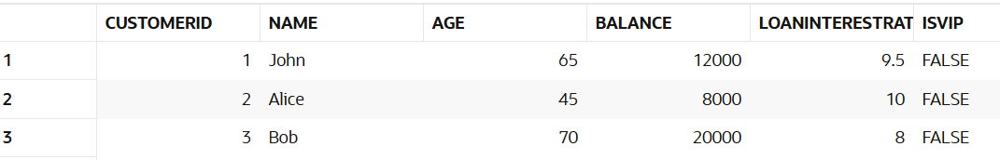 CUSTOMERID NAME AGE BALANCE LOANINTERESTRAT ISVIP
1 1 John 65 12000 9.5 FALSE
2 2 Alice 45 8000 10 FALSE
3 3 Bob 70 20000 8 FALSE